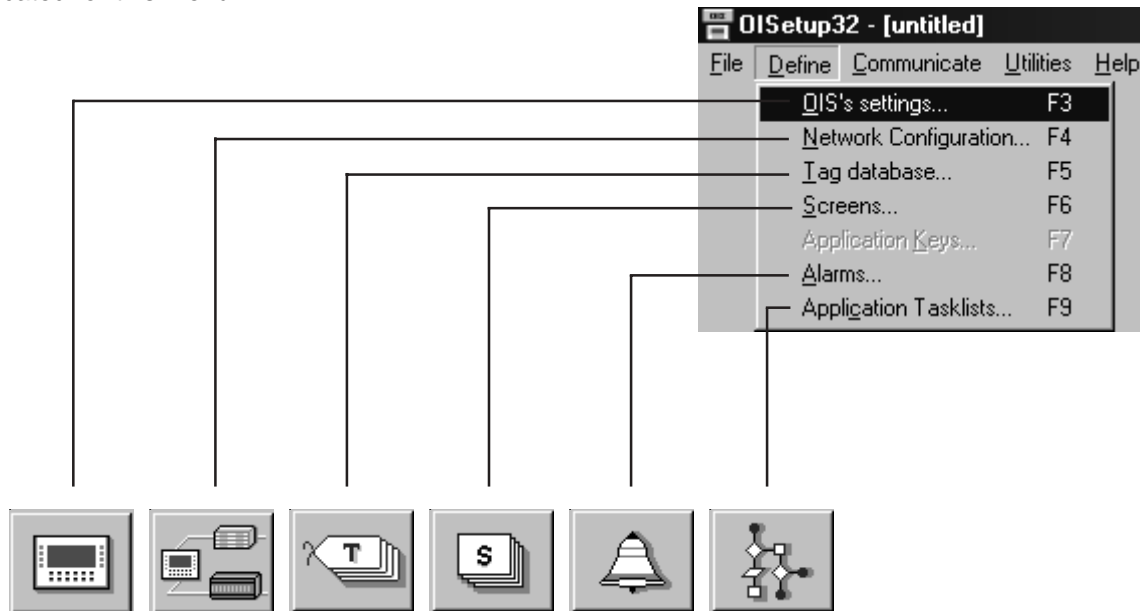 OISetup32 - [untitled]
File Define Communicate Utilities Help
OIS's settings... F3
Network Configuration... F4
Tag database... F5
Screens... F6
Application Keys... F7
Alarms... F8
Application Tasklists... F9
T
S